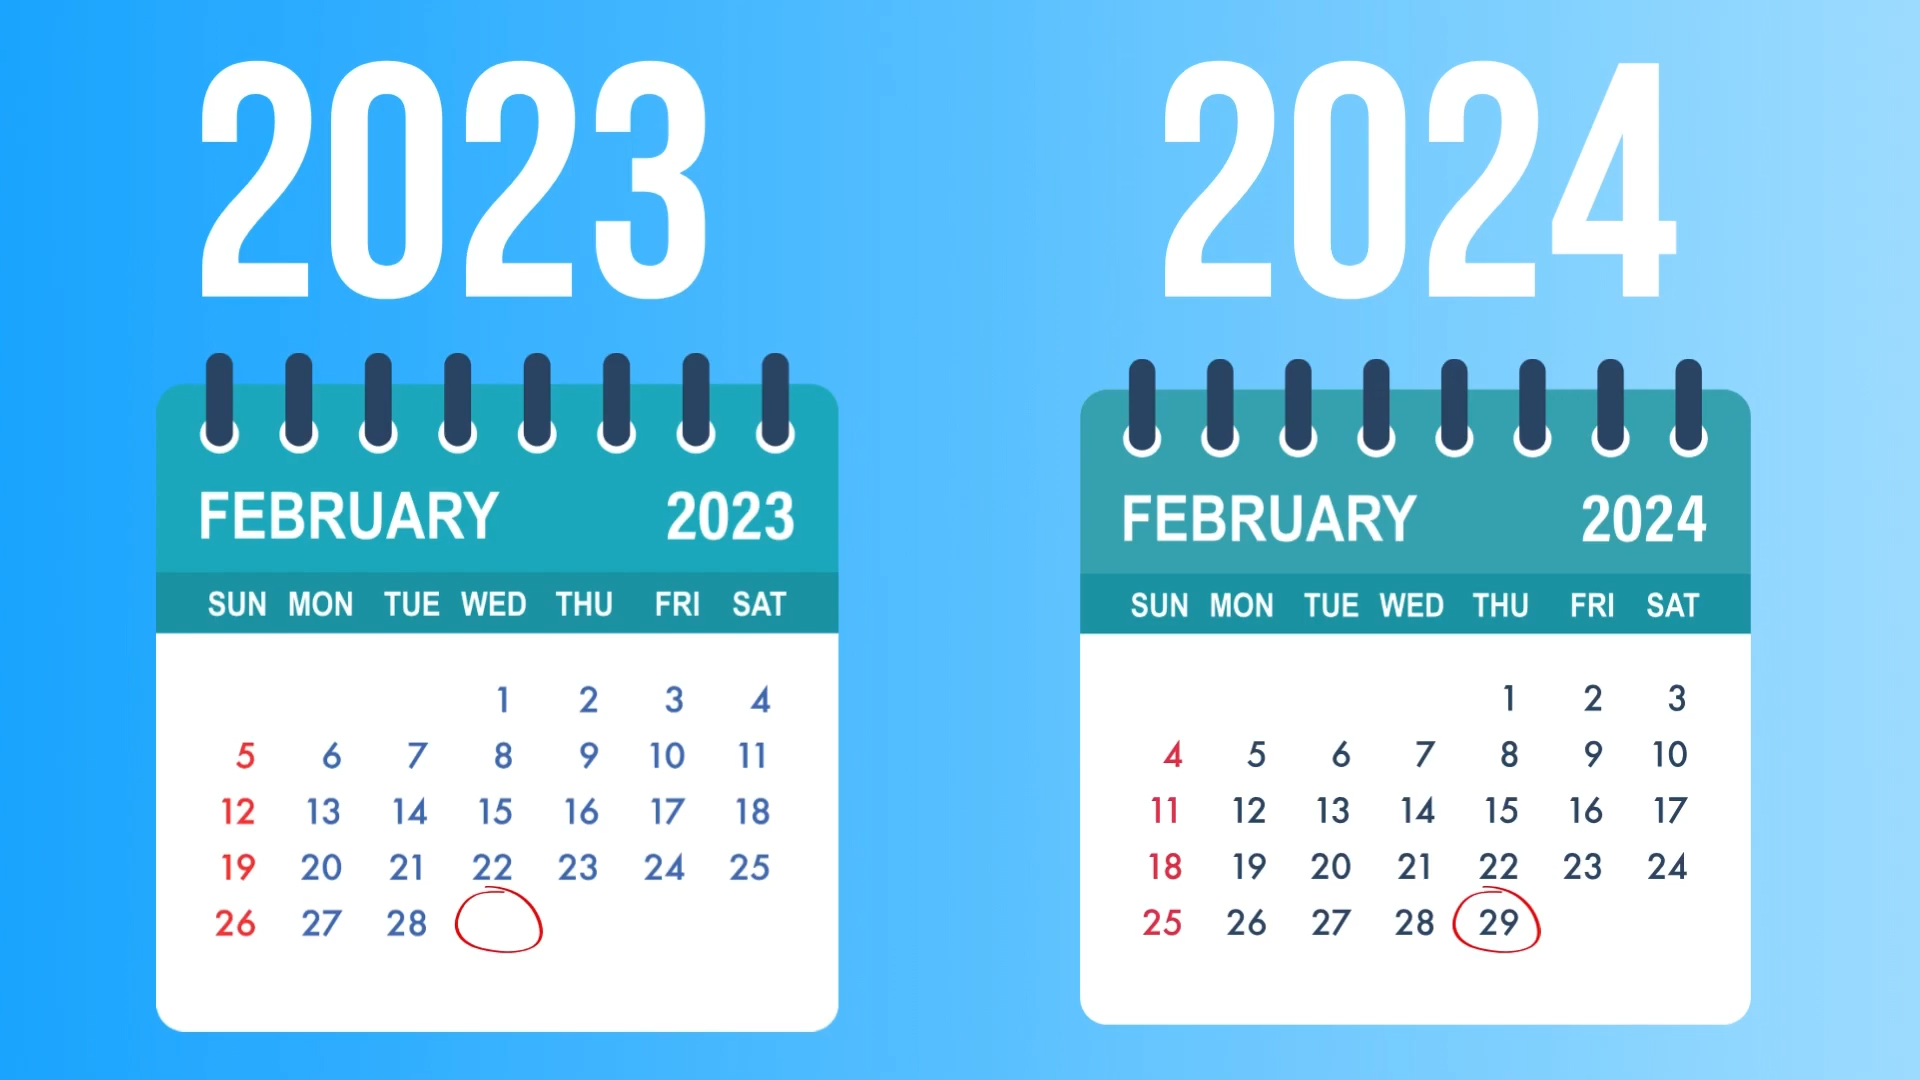 2023
2024
FEBRUARY 2023
SUN MON TUE WED THU FRI SAT
1 2 3 4
5 6 7 8 9 10 11
12 13 14 15 16 17 18
19 20 21 22 23 24 25
26 27 28
FEBRUARY 2024
SUN MON TUE WED THU FRI SAT
1 2 3
4 5 6 7 8 9 10
11 12 13 14 15 16 17
18 19 20 21 22 23 24
25 26 27 28 29